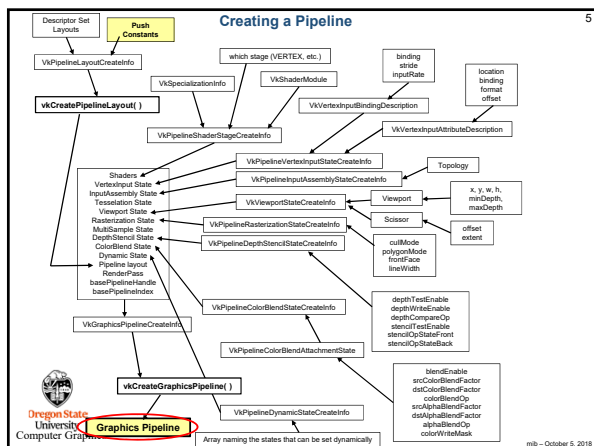 Creating a Pipeline
5
Descriptor Set
Layouts
Push
Constants
VkPipelineLayoutCreateInfo
vkCreatePipelineLayout( )
which stage (VERTEX, etc.)
VkSpecializationInfo
VkShaderModule
VkPipelineShaderStageCreateInfo
binding
stride
inputRate
location
binding
format
offset
VkVertexInputBindingDescription
VkVertexInputAttributeDescription
VkPipelineVertexInputStateCreateInfo
VkPipelineInputAssemblyStateCreateInfo
Topology
Shaders
VertexInput State
InputAssembly State
Tesselation State
Viewport State
Rasterization State
MultiSample State
DepthStencil State
ColorBlend State
Dynamic State
Pipeline layout
RenderPass
basePipelineHandle
basePipelineIndex
VkViewportStateCreateInfo
Viewport
x, y, w, h,
minDepth,
maxDepth
Scissor
offset
extent
VkPipelineRasterizationStateCreateInfo
cullMode
polygonMode
frontFace
lineWidth
VkPipelineDepthStencilStateCreateInfo
depthTestEnable
depthWriteEnable
depthCompareOp
stencilTestEnable
stencilOpStateFront
stencilOpStateBack
VkPipelineColorBlendStateCreateInfo
VkGraphicsPipelineCreateInfo
VkPipelineColorBlendAttachmentState
blendEnable
srcColorBlendFactor
dstColorBlendFactor
colorBlendOp
srcAlphaBlendFactor
dstAlphaBlendFactor
alphaBlendOp
colorWriteMask
vkCreateGraphicsPipeline( )
VkPipelineDynamicStateCreateInfo
Graphics Pipeline
Array naming the states that can be set dynamically
Oregon State
University
Computer Graphics
mjb – October 5, 2018